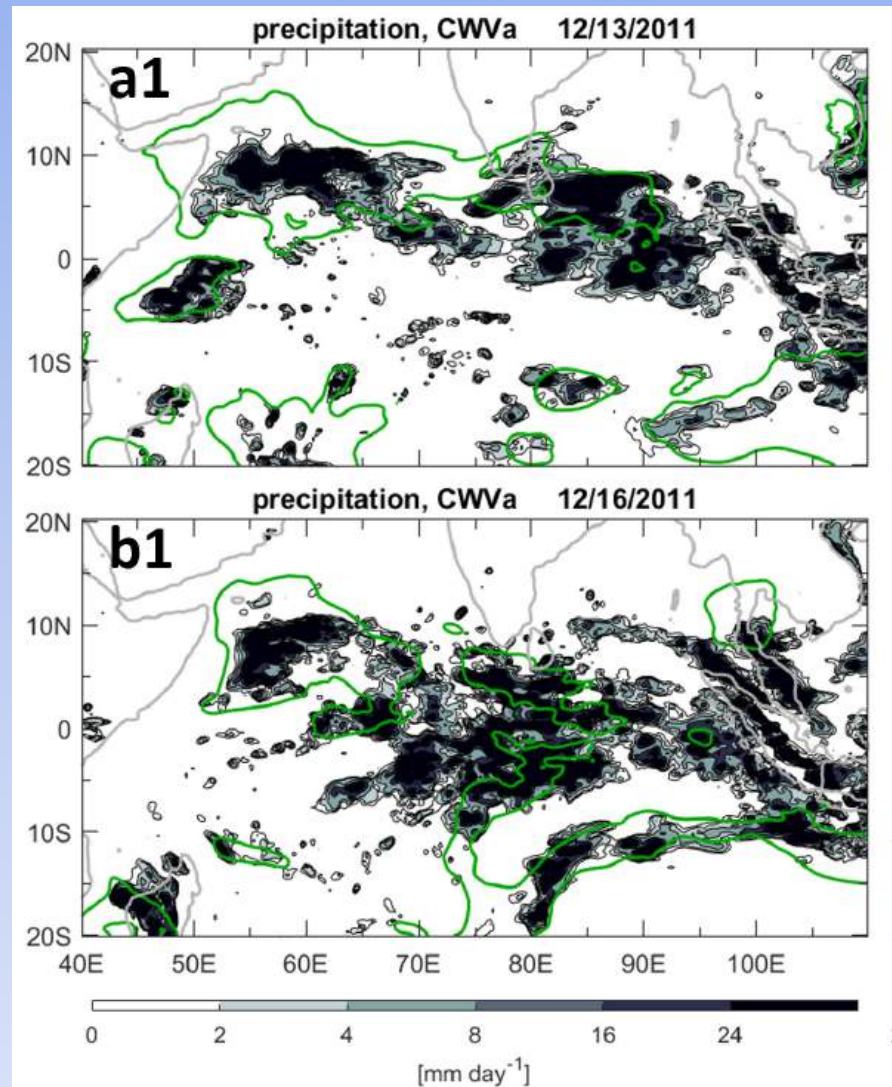 precipitation, CWVa 12/13/2011
a1
20N
10N
0
10S
20S
precipitation, CWVa 12/16/2011
b1
20N
10N
0
10S
20S
40E 50E 60E 70E 80E 90E 100E
0 2 4 8 16 24
[mm day⁻¹]